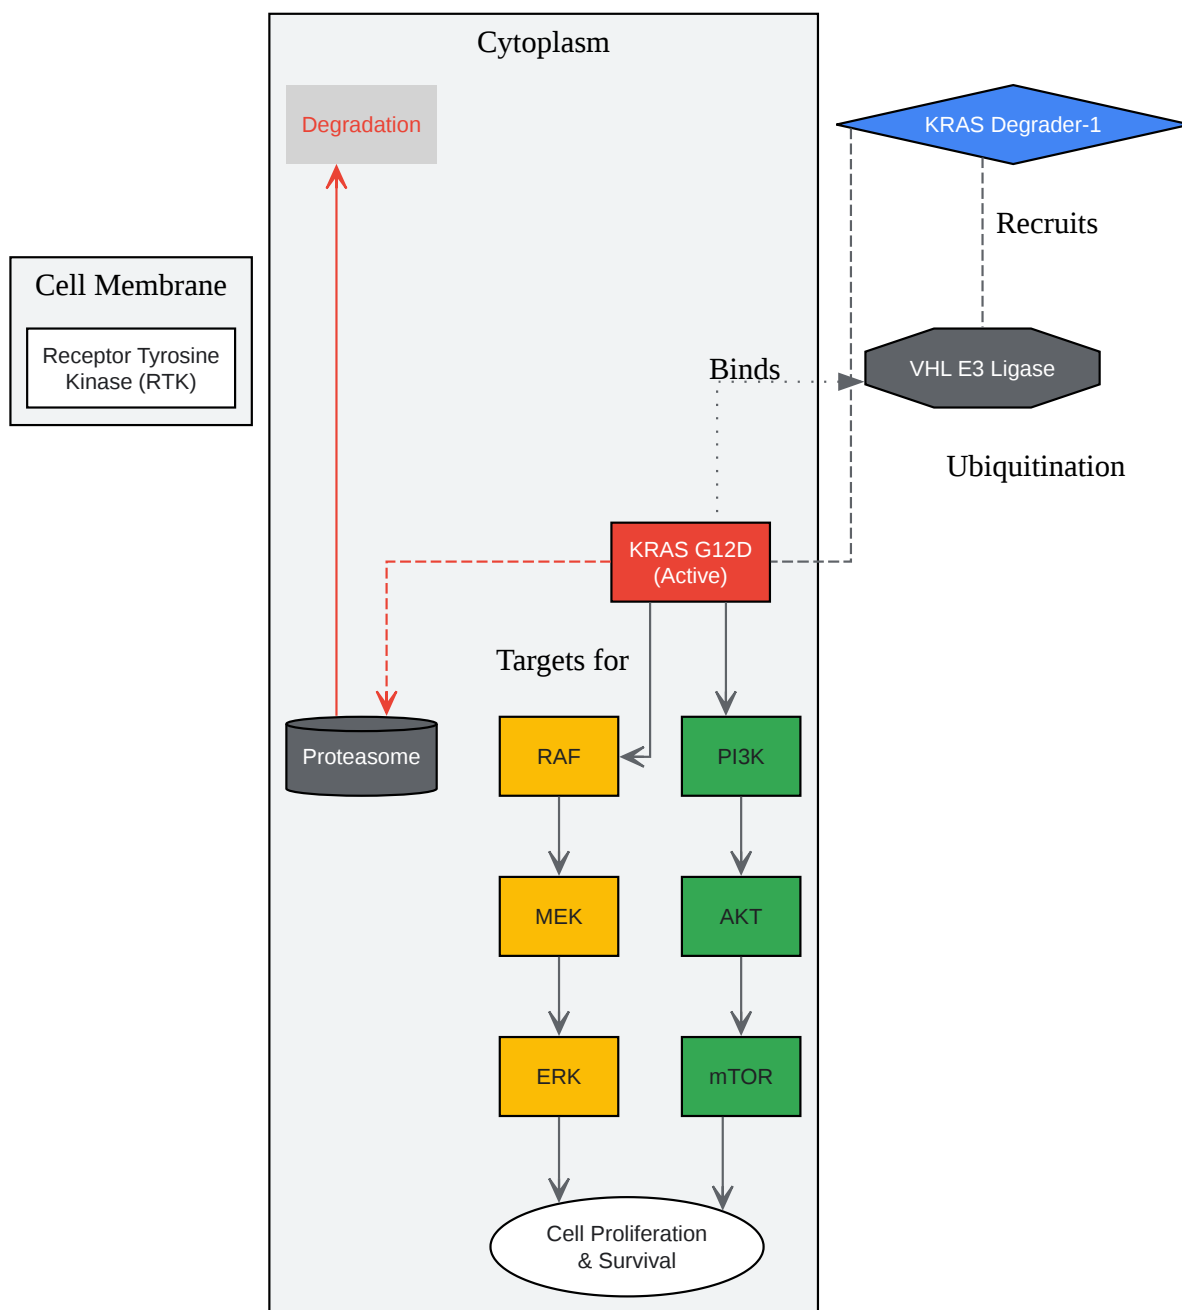 Cytoplasm
Degradation
KRAS Degrader-1
Recruits
Cell Membrane
Receptor Tyrosine
Kinase (RTK)
Binds
VHL E3 Ligase
Ubiquitination
KRAS G12D
(Active)
Targets for
Proteasome
RAF
PI3K
MEK
AKT
ERK
mTOR
Cell Proliferation
& Survival